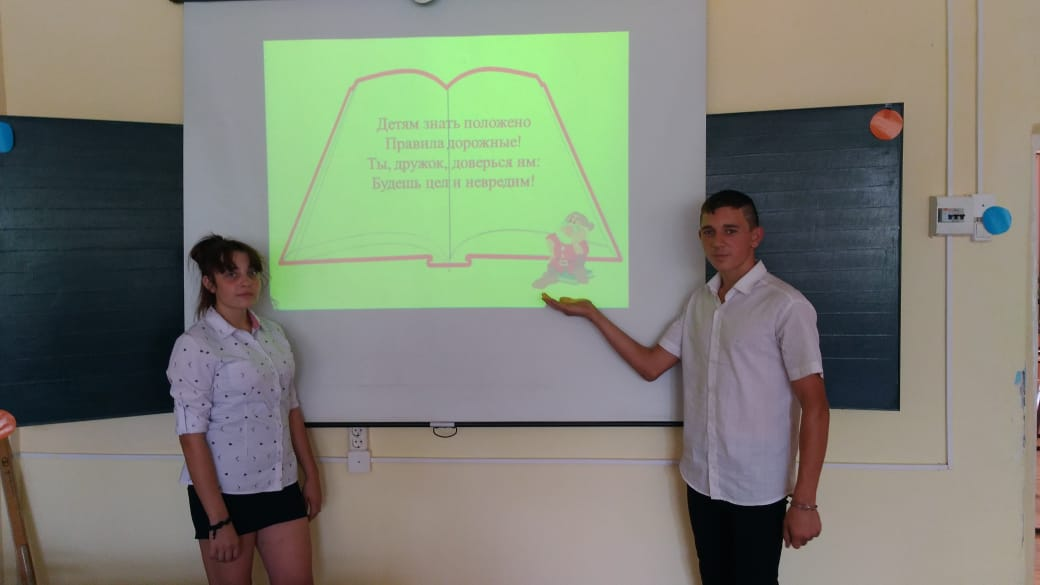 Детям знать положено
Правила дорожные!
Ты, дружок, доверься им:
Будешь цел и невредим!